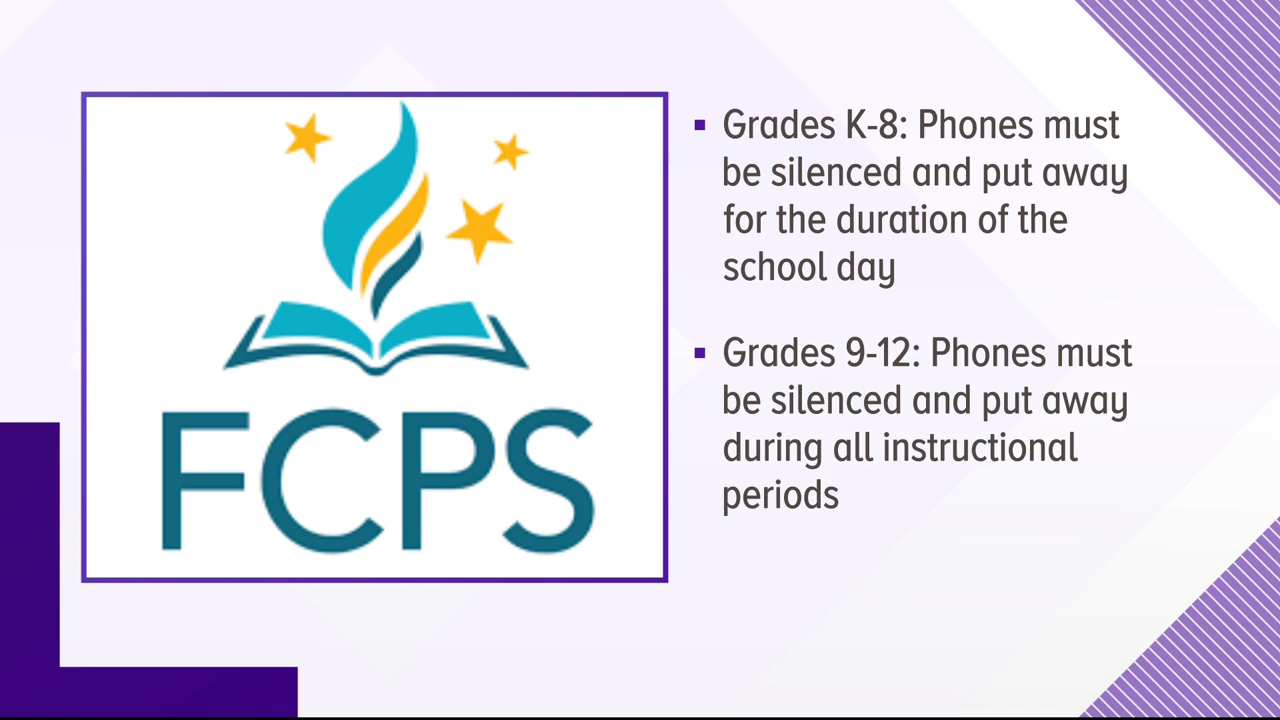 FCPS
▪ Grades K-8: Phones must
be silenced and put away
for the duration of the
school day
▪ Grades 9-12: Phones must
be silenced and put away
during all instructional
periods